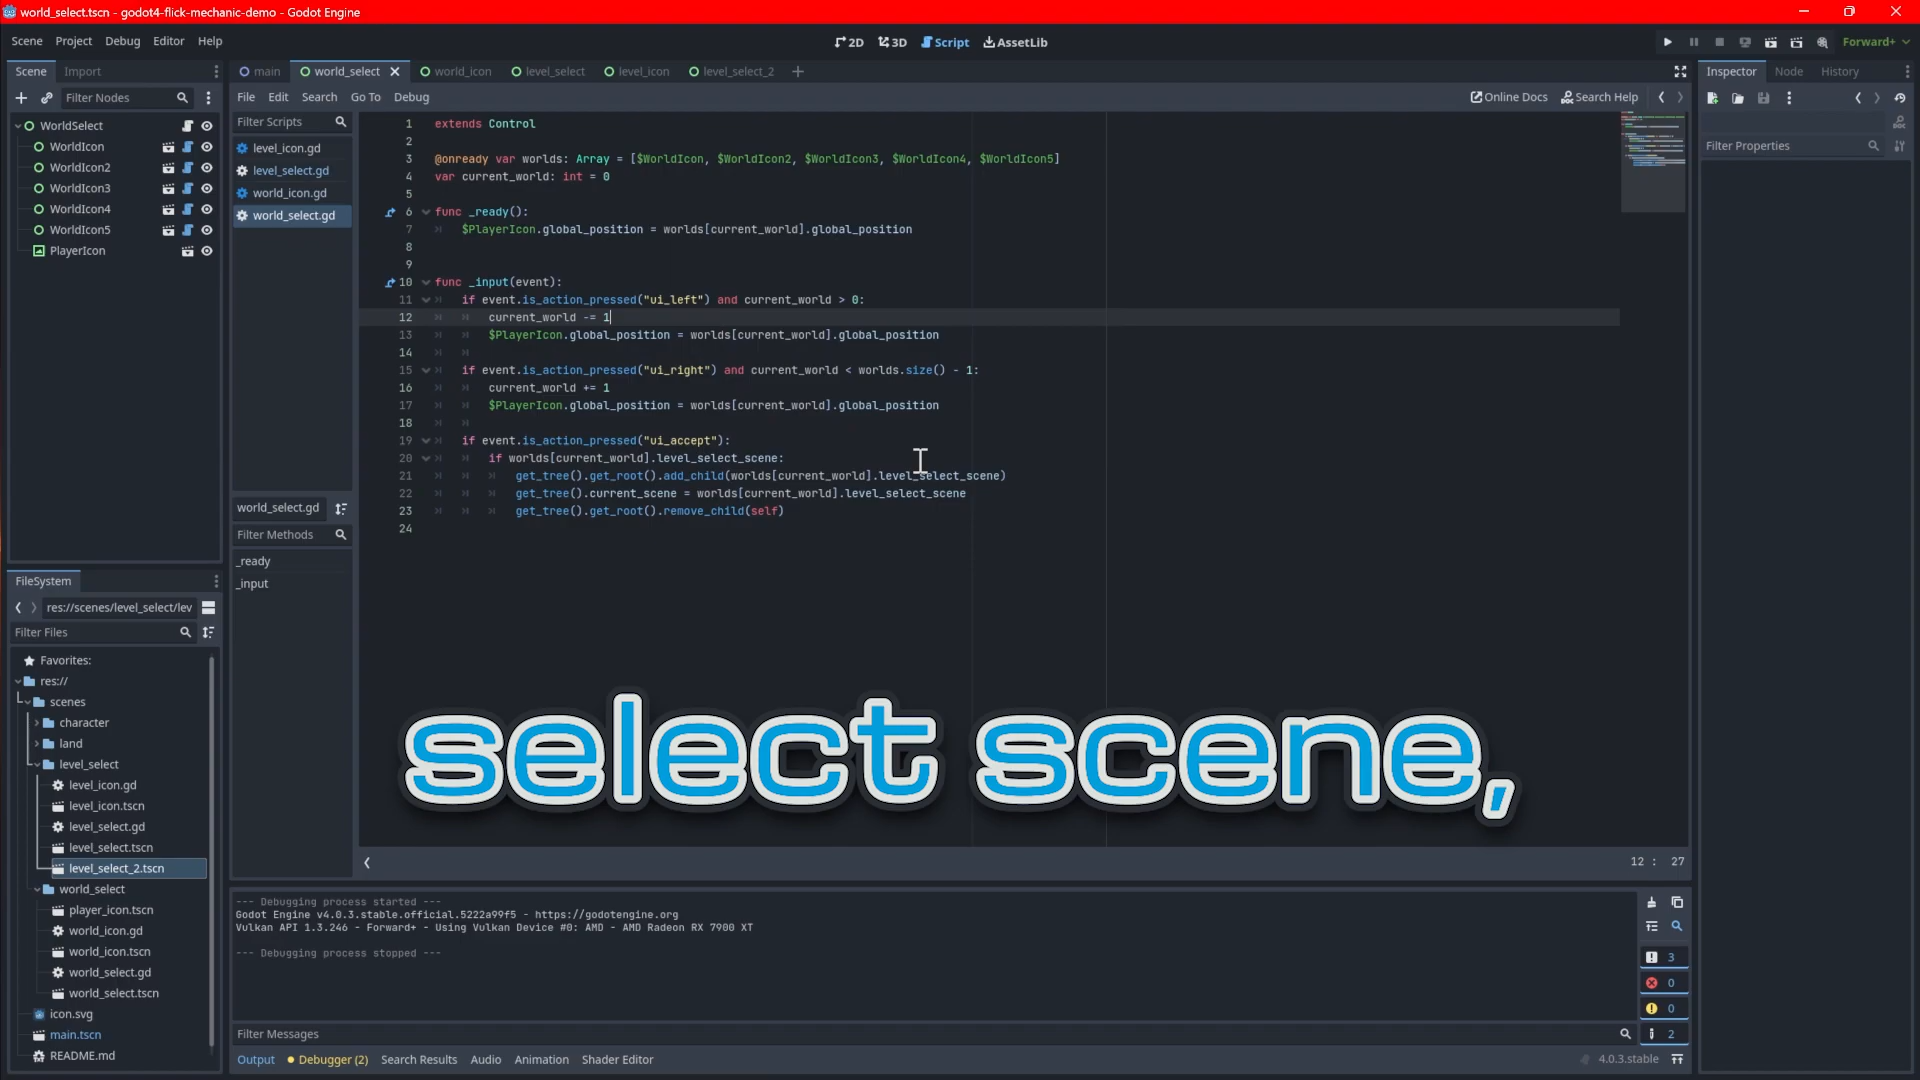 world_select.tscn - godot4-flick-mechanic-demo - Godot Engine
Scene Project Debug Editor Help
2D 3D Script AssetLib
Forward+
Scene Import
main world_select world_icon level_select level_icon level_select_2
Inspector Node History
Filter Nodes
File Edit Search Go To Debug
Online Docs Search Help
Filter Properties
WorldSelect
WorldIcon
WorldIcon2
WorldIcon3
WorldIcon4
WorldIcon5
PlayerIcon
Filter Scripts
level_icon.gd
level_select.gd
world_icon.gd
world_select.gd
world_select.gd
Filter Methods
_ready
_input
1 extends Control
2
3 @onready var worlds: Array = [$WorldIcon, $WorldIcon2, $WorldIcon3, $WorldIcon4, $WorldIcon5]
4 var current_world: int = 0
5
6 func _ready():
7 $PlayerIcon.global_position = worlds[current_world].global_position
8
9
10 func _input(event):
11 if event.is_action_pressed("ui_left") and current_world > 0:
12 current_world -= 1
13 $PlayerIcon.global_position = worlds[current_world].global_position
14
15 if event.is_action_pressed("ui_right") and current_world < worlds.size() - 1:
16 current_world += 1
17 $PlayerIcon.global_position = worlds[current_world].global_position
18
19 if event.is_action_pressed("ui_accept"):
20 if worlds[current_world].level_select_scene:
21 get_tree().get_root().add_child(worlds[current_world].level_select_scene)
22 get_tree().current_scene = worlds[current_world].level_select_scene
23 get_tree().get_root().remove_child(self)
24
select scene,
12 : 27
FileSystem
res://scenes/level_select/lev
Filter Files
Favorites:
res://
scenes
character
land
level_select
level_icon.gd
level_icon.tscn
level_select.gd
level_select.tscn
level_select_2.tscn
world_select
player_icon.tscn
world_icon.gd
world_icon.tscn
world_select.gd
world_select.tscn
icon.svg
main.tscn
README.md
--- Debugging process started ---
Godot Engine v4.0.3.stable.official.5222a99f5 - https://godotengine.org
Vulkan API 1.3.246 - Forward+ - Using Vulkan Device #0: AMD - AMD Radeon RX 7900 XT
--- Debugging process stopped ---
3
0
0
2
Filter Messages
Output Debugger (2) Search Results Audio Animation Shader Editor
4.0.3.stable